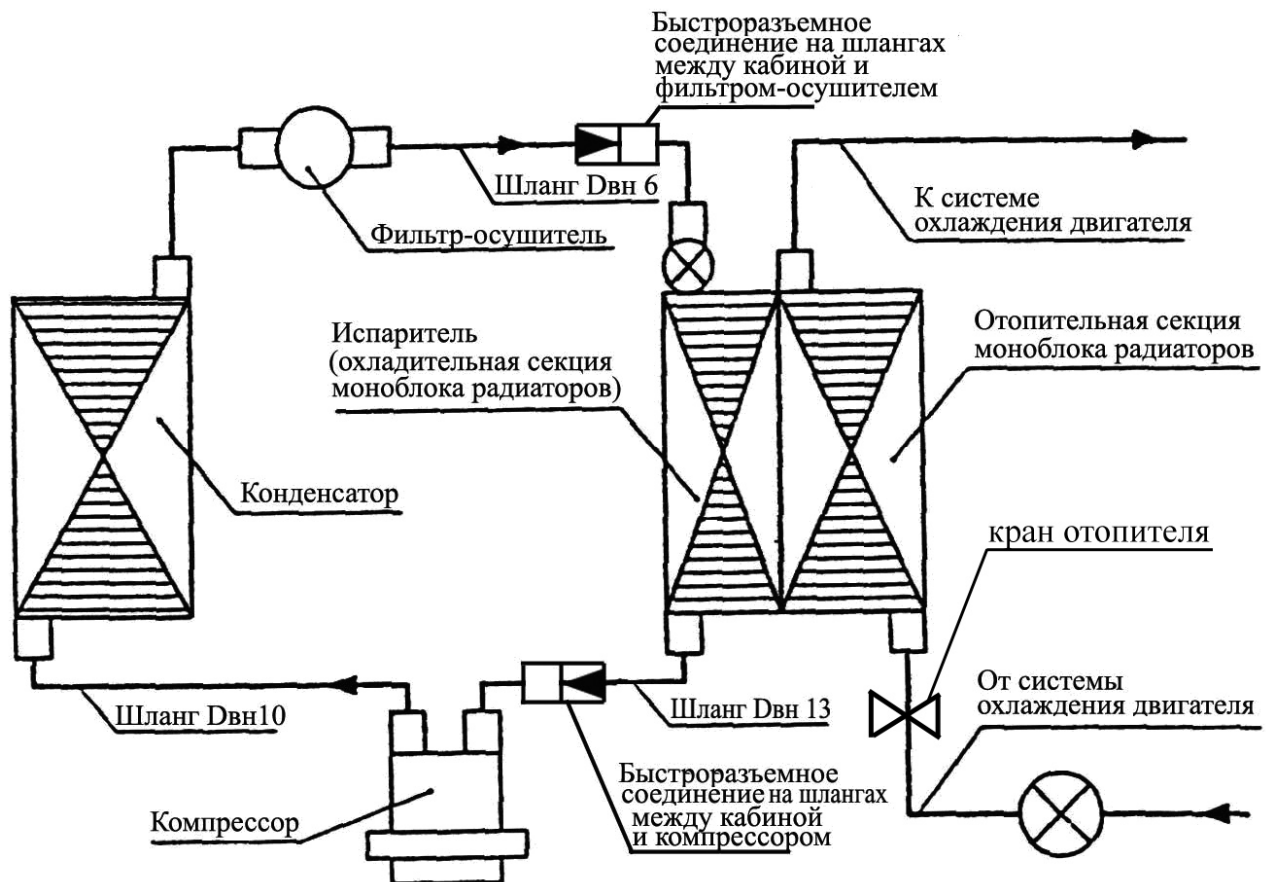 Быстроразъемное
соединение на шлангах
между кабиной и
фильтром-осушителем
Шланг Dвн 6
Фильтр-осушитель
К системе
охлаждения двигателя
Испаритель
(охладительная секция
моноблока радиаторов)
Отопительная секция
моноблока радиаторов
Конденсатор
кран отопителя
Шланг Dвн10
Шланг Dвн 13
От системы
охлаждения двигателя
Быстроразъемное
соединение на шлангах
между кабиной
и компрессором
Компрессор